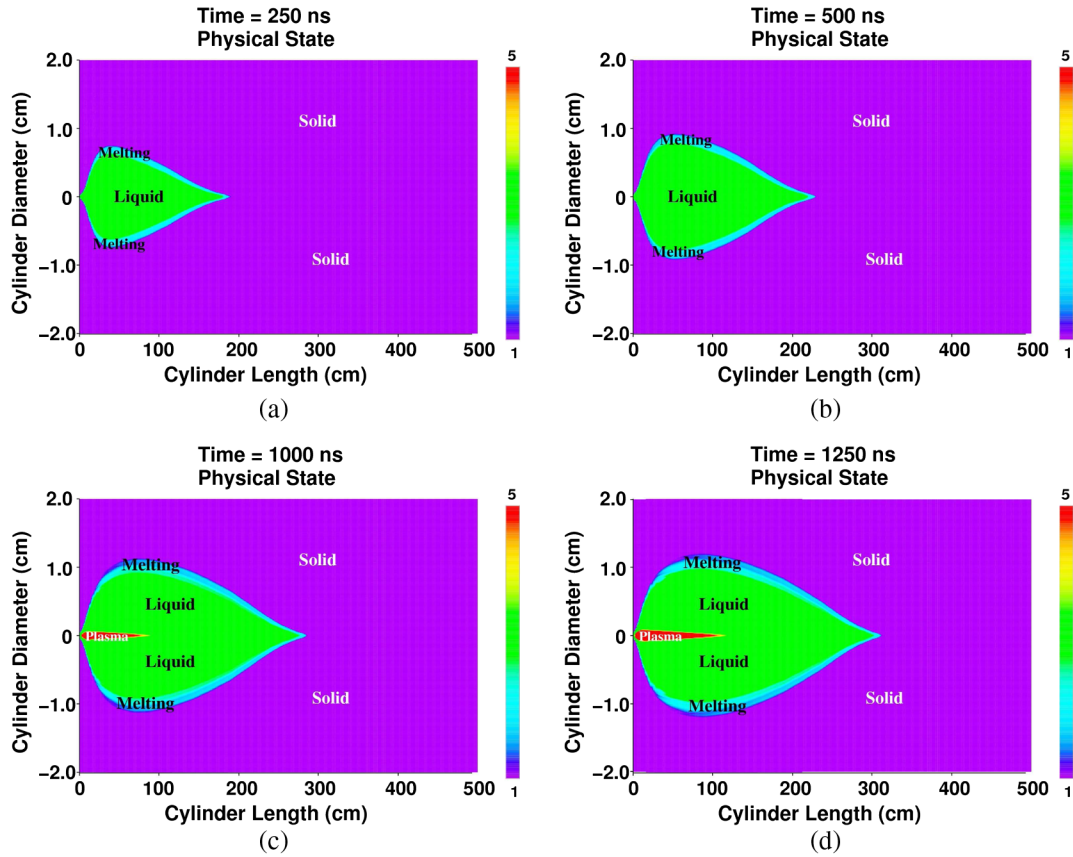 Time = 250 ns
Physical State
5
2.0
1.0
0
−1.0
−2.0
Cylinder Diameter (cm)
Solid
Melting
Liquid
Melting
Solid
1
0 100 200 300 400 500
Cylinder Length (cm)
(a)
Time = 500 ns
Physical State
5
2.0
1.0
0
−1.0
−2.0
Cylinder Diameter (cm)
Solid
Melting
Liquid
Melting
Solid
1
0 100 200 300 400 500
Cylinder Length (cm)
(b)
Time = 1000 ns
Physical State
5
2.0
1.0
0
−1.0
−2.0
Cylinder Diameter (cm)
Solid
Melting
Liquid
Plasma
Liquid
Melting
Solid
1
0 100 200 300 400 500
Cylinder Length (cm)
(c)
Time = 1250 ns
Physical State
5
2.0
1.0
0
−1.0
−2.0
Cylinder Diameter (cm)
Solid
Melting
Liquid
Plasma
Liquid
Melting
Solid
1
0 100 200 300 400 500
Cylinder Length (cm)
(d)